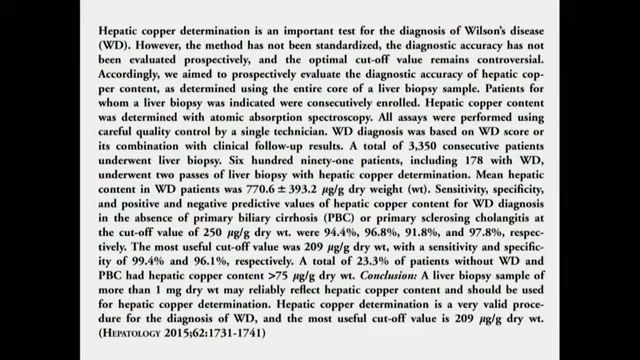 Hepatic copper determination is an important test for the diagnosis of Wilson's disease
(WD). However, the method has not been standardized, the diagnostic accuracy has not
been evaluated prospectively, and the optimal cut-off value remains controversial.
Accordingly, we aimed to prospectively evaluate the diagnostic accuracy of hepatic cop-
per content, as determined using the entire core of a liver biopsy sample. Patients for
whom a liver biopsy was indicated were consecutively enrolled. Hepatic copper content
was determined with atomic absorption spectroscopy. All assays were performed using
careful quality control by a single technician. WD diagnosis was based on WD score or
its combination with clinical follow-up results. A total of 3,350 consecutive patients
underwent liver biopsy. Six hundred ninety-one patients, including 178 with WD,
underwent two passes of liver biopsy with hepatic copper determination. Mean hepatic
content in WD patients was 770.6 ± 393.2 μg/g dry weight (wt). Sensitivity, specificity,
and positive and negative predictive values of hepatic copper content for WD diagnosis
in the absence of primary biliary cirrhosis (PBC) or primary sclerosing cholangitis at
the cut-off value of 250 μg/g dry wt. were 94.4%, 96.8%, 91.8%, and 97.8%, respec-
tively. The most useful cut-off value was 209 μg/g dry wt, with a sensitivity and specific-
ity of 99.4% and 96.1%, respectively. A total of 23.3% of patients without WD and
PBC had hepatic copper content >75 μg/g dry wt. Conclusion: A liver biopsy sample of
more than 1 mg dry wt may reliably reflect hepatic copper content and should be used
for hepatic copper determination. Hepatic copper determination is a very valid proce-
dure for the diagnosis of WD, and the most useful cut-off value is 209 μg/g dry wt.
(HEPATOLOGY 2015;62:1731-1741)